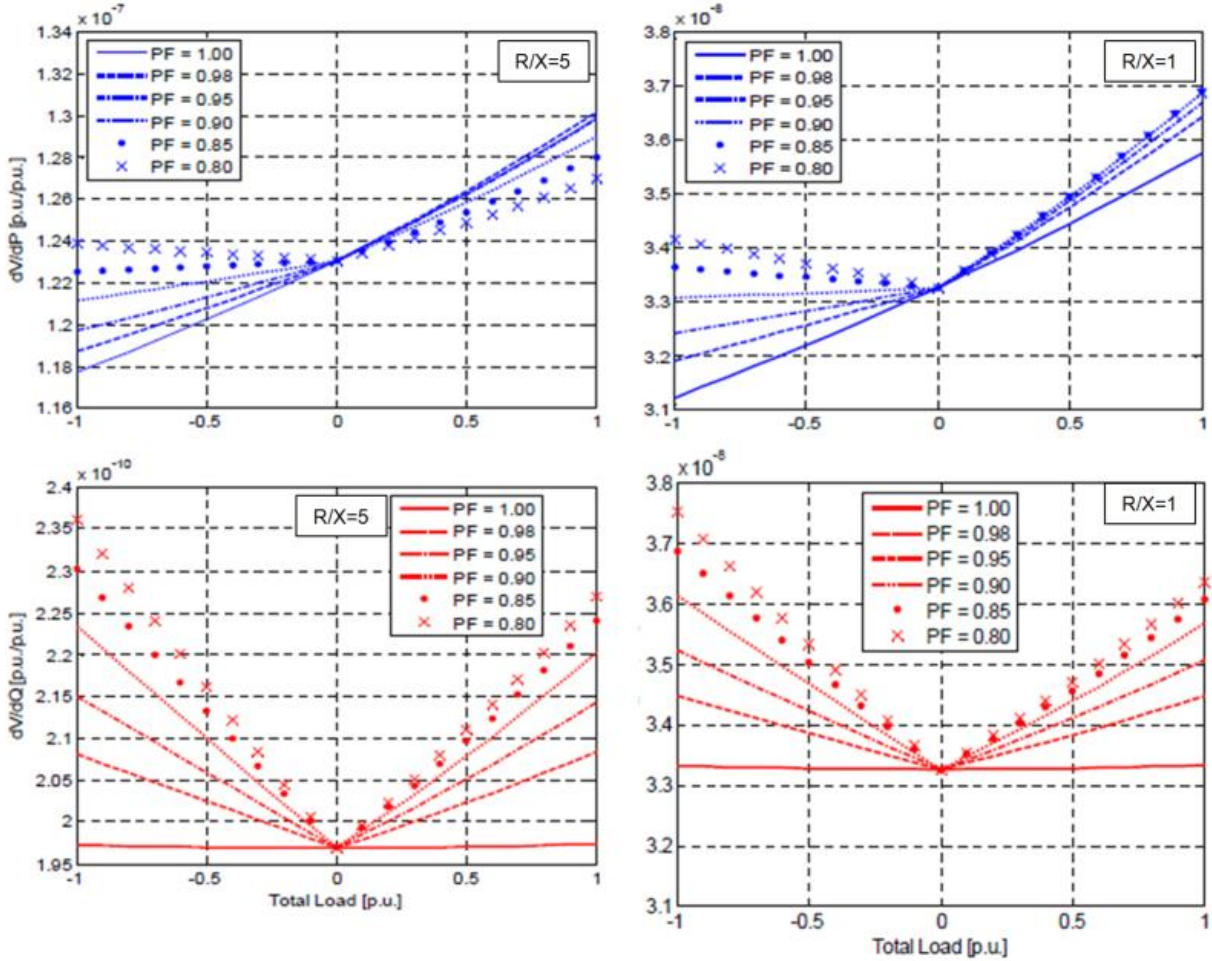 × 10⁻⁷
1.34
1.32
1.3
1.28
1.26
1.24
1.22
1.2
1.18
1.16
dV/dP [p.u./p.u.]
PF = 1.00
PF = 0.98
PF = 0.95
PF = 0.90
PF = 0.85
PF = 0.80
R/X=5
-1
-0.5
0
0.5
1
× 10⁻⁸
3.8
3.7
3.6
3.5
3.4
3.3
3.2
3.1
PF = 1.00
PF = 0.98
PF = 0.95
PF = 0.90
PF = 0.85
PF = 0.80
R/X=1
-1
-0.5
0
0.5
1
× 10⁻¹⁰
2.4
2.35
2.3
2.25
2.2
2.15
2.1
2.05
2
1.95
dV/dQ[p.u./p.u.]
R/X=5
PF = 1.00
PF = 0.98
PF = 0.95
PF = 0.90
PF = 0.85
PF = 0.80
-1
-0.5
0
0.5
1
Total Load [p.u.]
× 10⁻⁸
3.8
3.7
3.6
3.5
3.4
3.3
3.2
3.1
PF = 1.00
PF = 0.98
PF = 0.95
PF = 0.90
PF = 0.85
PF = 0.80
R/X=1
-1
-0.5
0
0.5
1
Total Load [p.u.]